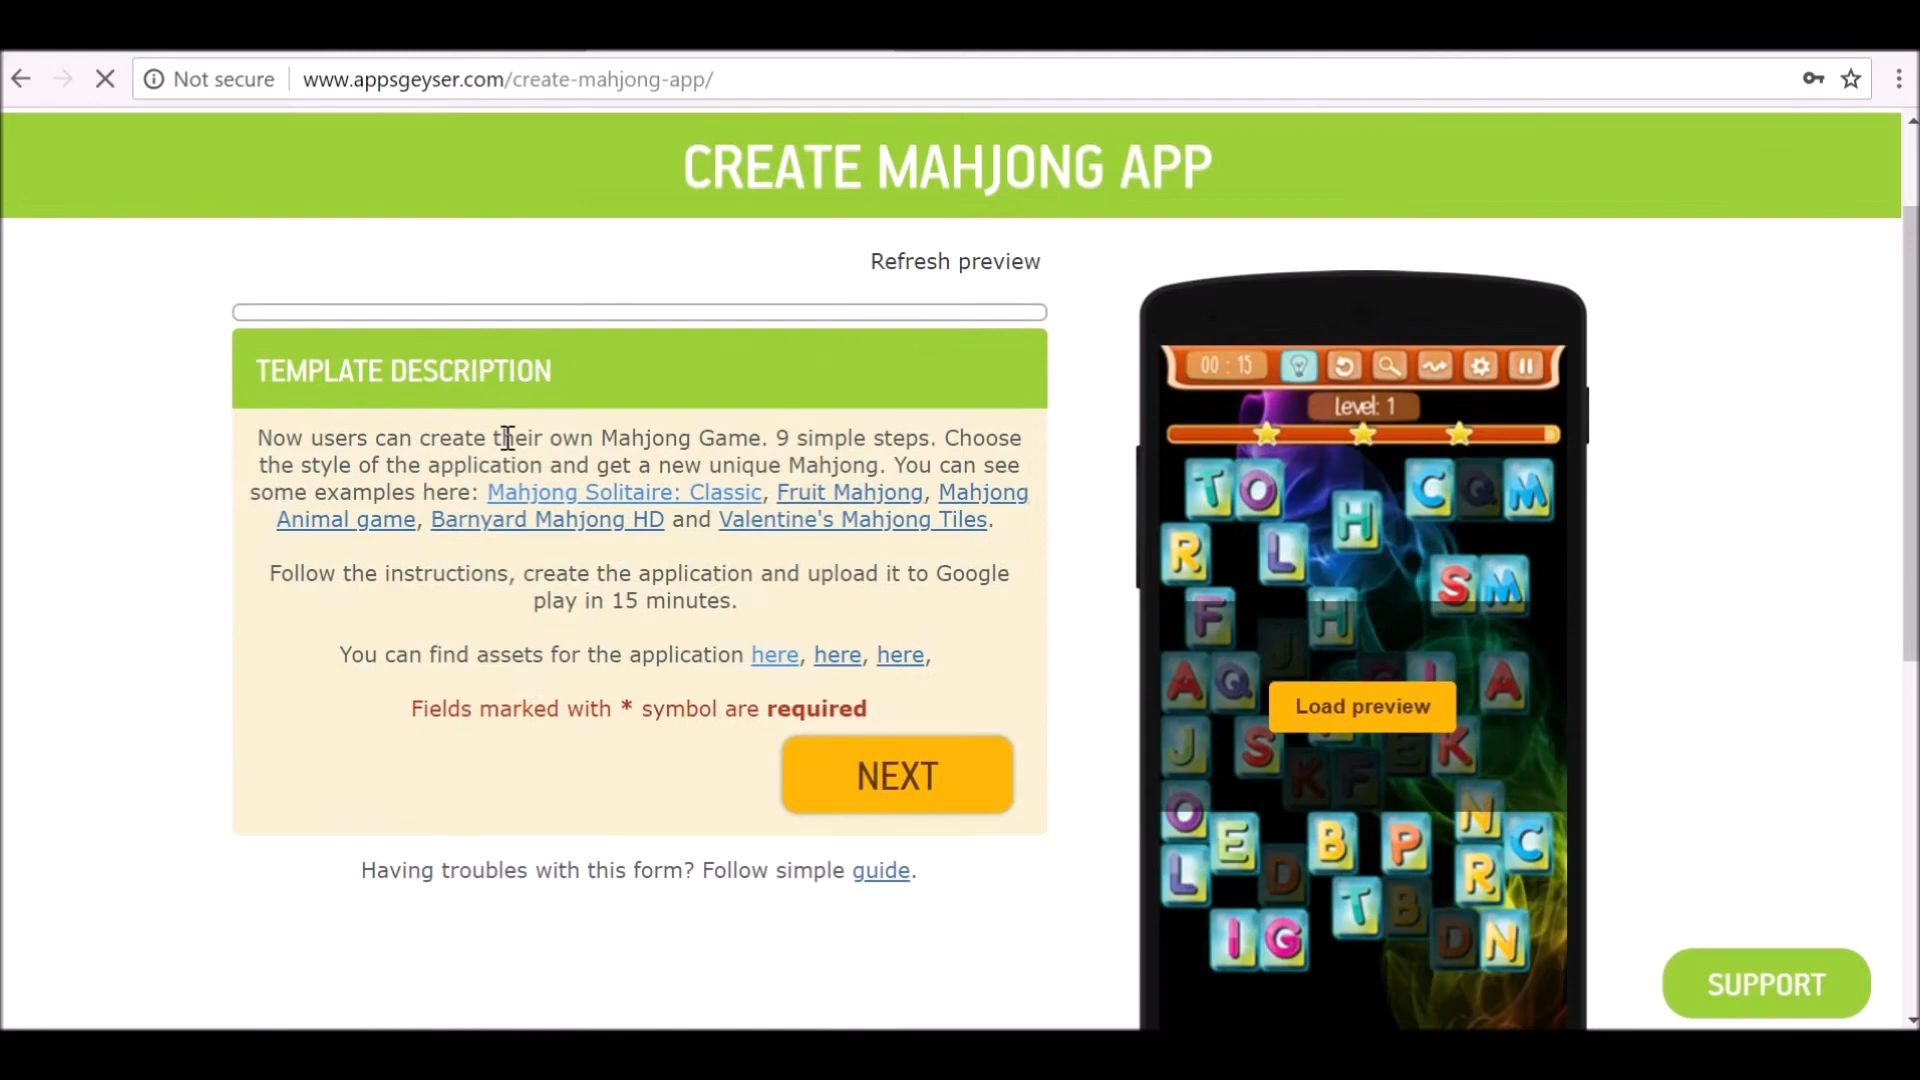 Not secure www.appsgeyser.com/create-mahjong-app/
CREATE MAHJONG APP
Refresh preview
TEMPLATE DESCRIPTION
Now users can create their own Mahjong Game. 9 simple steps. Choose
the style of the application and get a new unique Mahjong. You can see
some examples here: Mahjong Solitaire: Classic, Fruit Mahjong, Mahjong
Animal game, Barnyard Mahjong HD and Valentine's Mahjong Tiles.
Follow the instructions, create the application and upload it to Google
play in 15 minutes.
You can find assets for the application here, here, here,
Fields marked with * symbol are required
NEXT
Having troubles with this form? Follow simple guide.
00 : 15
Level: 1
T O C Q M
H
R L
S M
F H
J
A Q I A
Load preview
J S K
K F E
O N
E B P C
L D R
T B
I G D N
SUPPORT